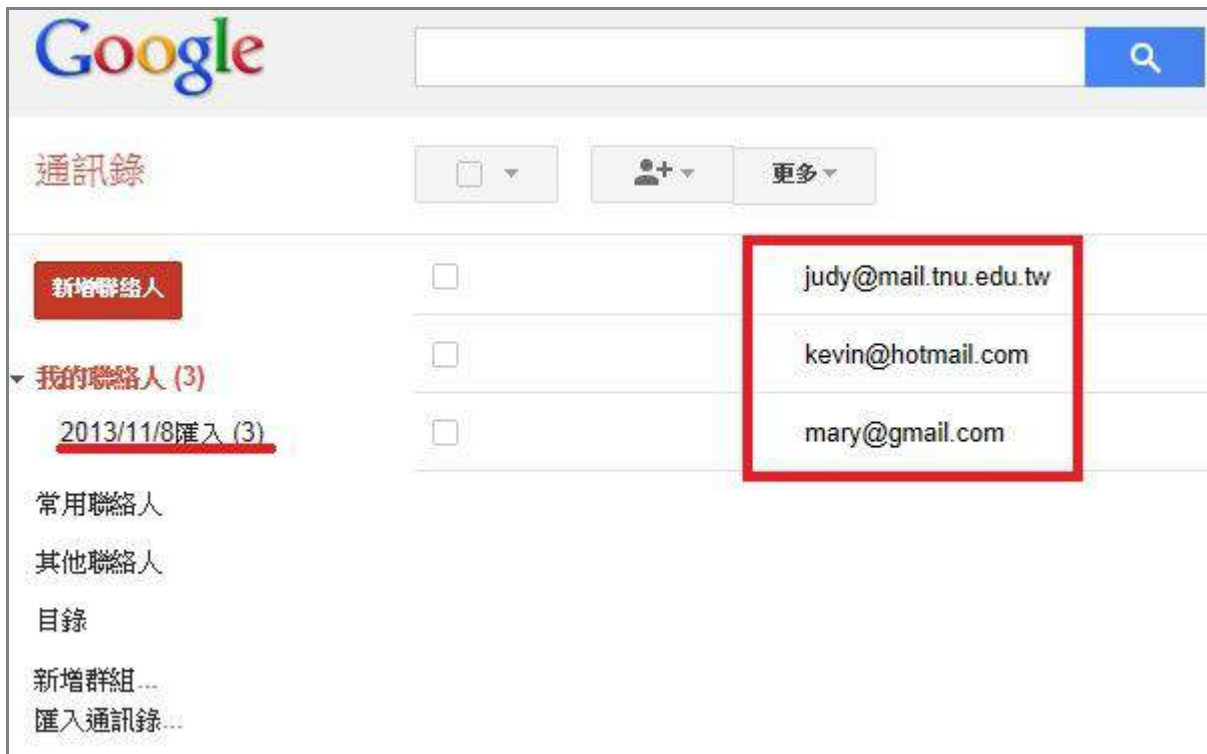 Google
通訊錄
更多
新增聯絡人
judy@mail.tnu.edu.tw
kevin@hotmail.com
我的聯絡人 (3)
2013/11/8匯入 (3)
mary@gmail.com
常用聯絡人
其他聯絡人
目錄
新增群組...
匯入通訊錄...